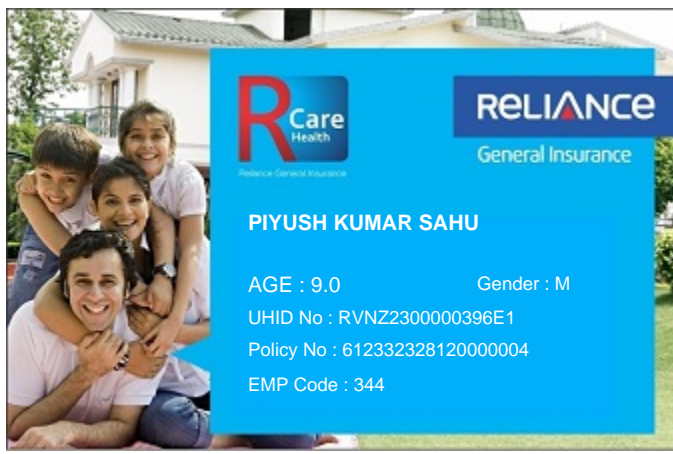 R Care
Health
Reliance General Insurance
RELIANCE
General Insurance
PIYUSH KUMAR SAHU
AGE : 9.0 Gender : M
UHID No : RVNZ2300000396E1
Policy No : 612332328120000004
EMP Code : 344